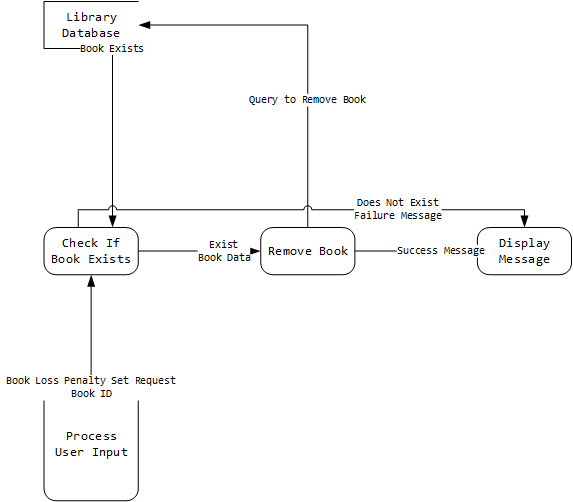 Library
Database
Book Exists
Query to Remove Book
Does Not Exist
Failure Message
Check If
Book Exists
Exist
Book Data
Remove Book
Success Message
Display
Message
Book Loss Penalty Set Request
Book ID
Process
User Input